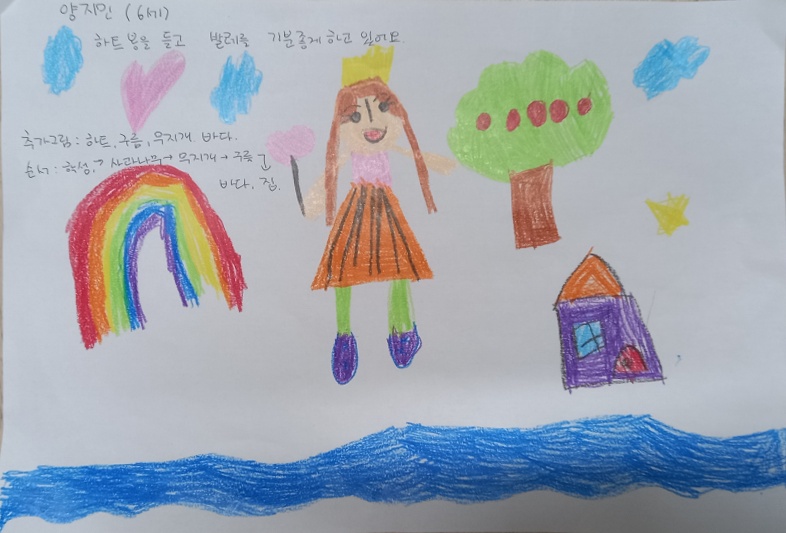 양지민 (6세)
하트 봉을 들고 발레를 기분좋게 하고 있어요.
추가그림 : 하트, 구름, 무지개, 바다.
순서 : 학생, → 사과나무 → 무지개 → 구름 →
바다, 집.